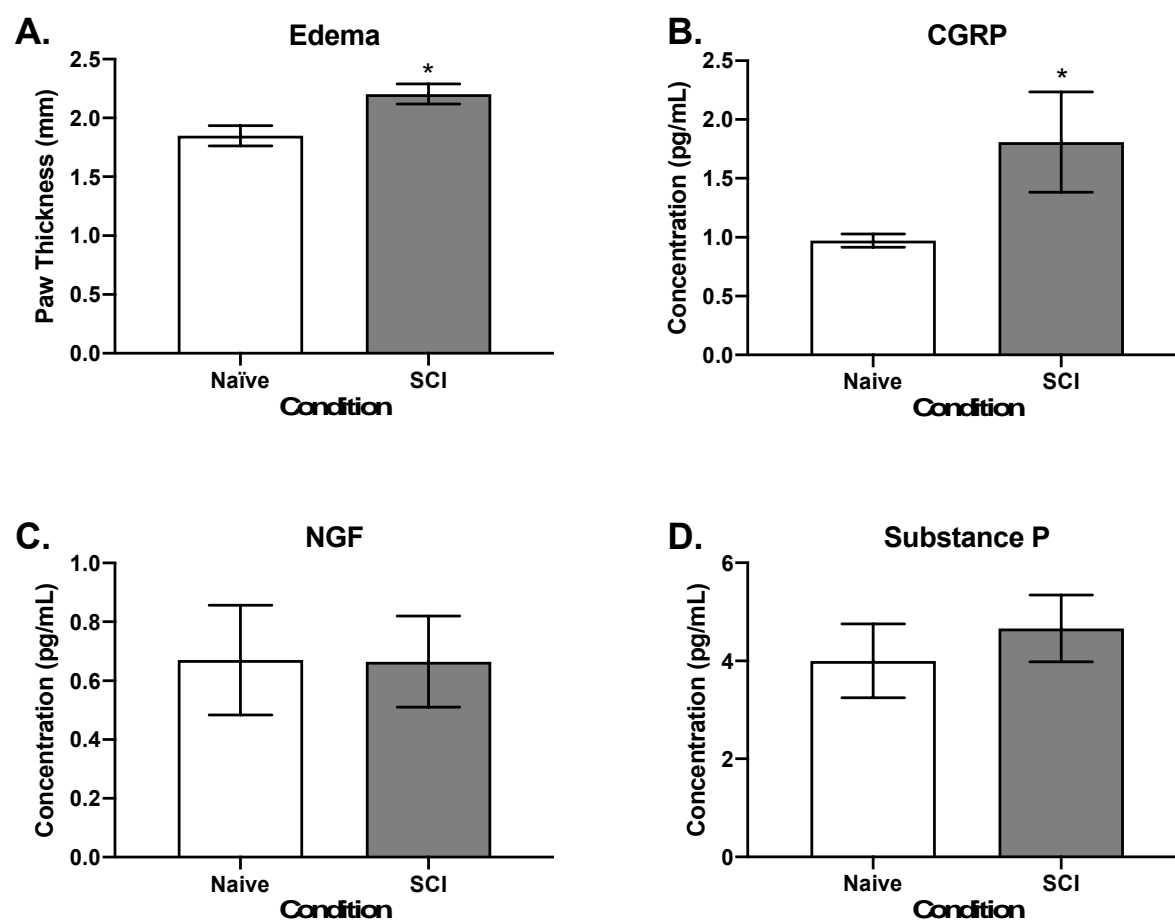 A.
Edema
*
2.5
2.0
1.5
1.0
0.5
0.0
Paw Thickness (mm)
Naïve
SCI
Condition
B.
CGRP
*
2.5
2.0
1.5
1.0
0.5
0.0
Concentration (pg/mL)
Naive
SCI
Condition
C.
NGF
1.0
0.8
0.6
0.4
0.2
0.0
Concentration (pg/mL)
Naive
SCI
Condition
D.
Substance P
6
4
2
0
Concentration (pg/mL)
Naive
SCI
Condition